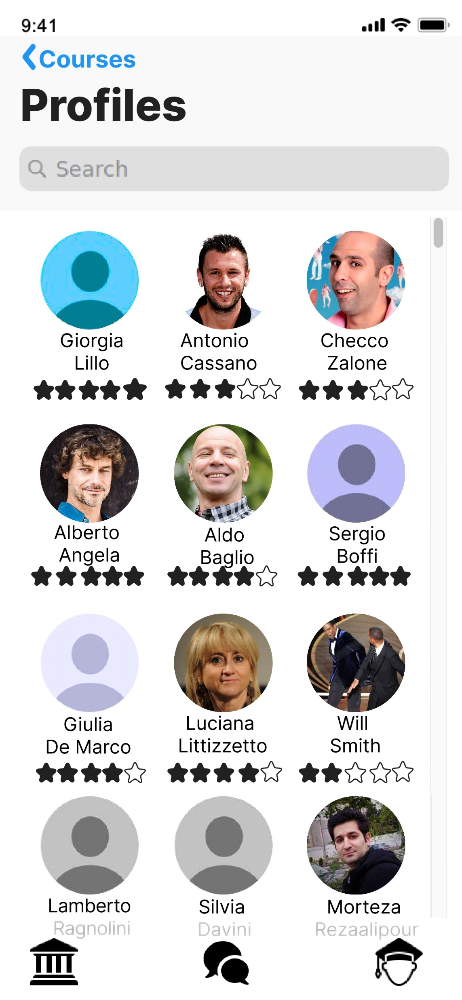 9:41
Courses
Profiles
Search
Giorgia
Lillo
Antonio
Cassano
Checco
Zalone
Alberto
Angela
Aldo
Baglio
Sergio
Boffi
Giulia
De Marco
Luciana
Littizzetto
Will
Smith
Lamberto
Ragnolini
Silvia
Davini
Morteza
Rezaalipour